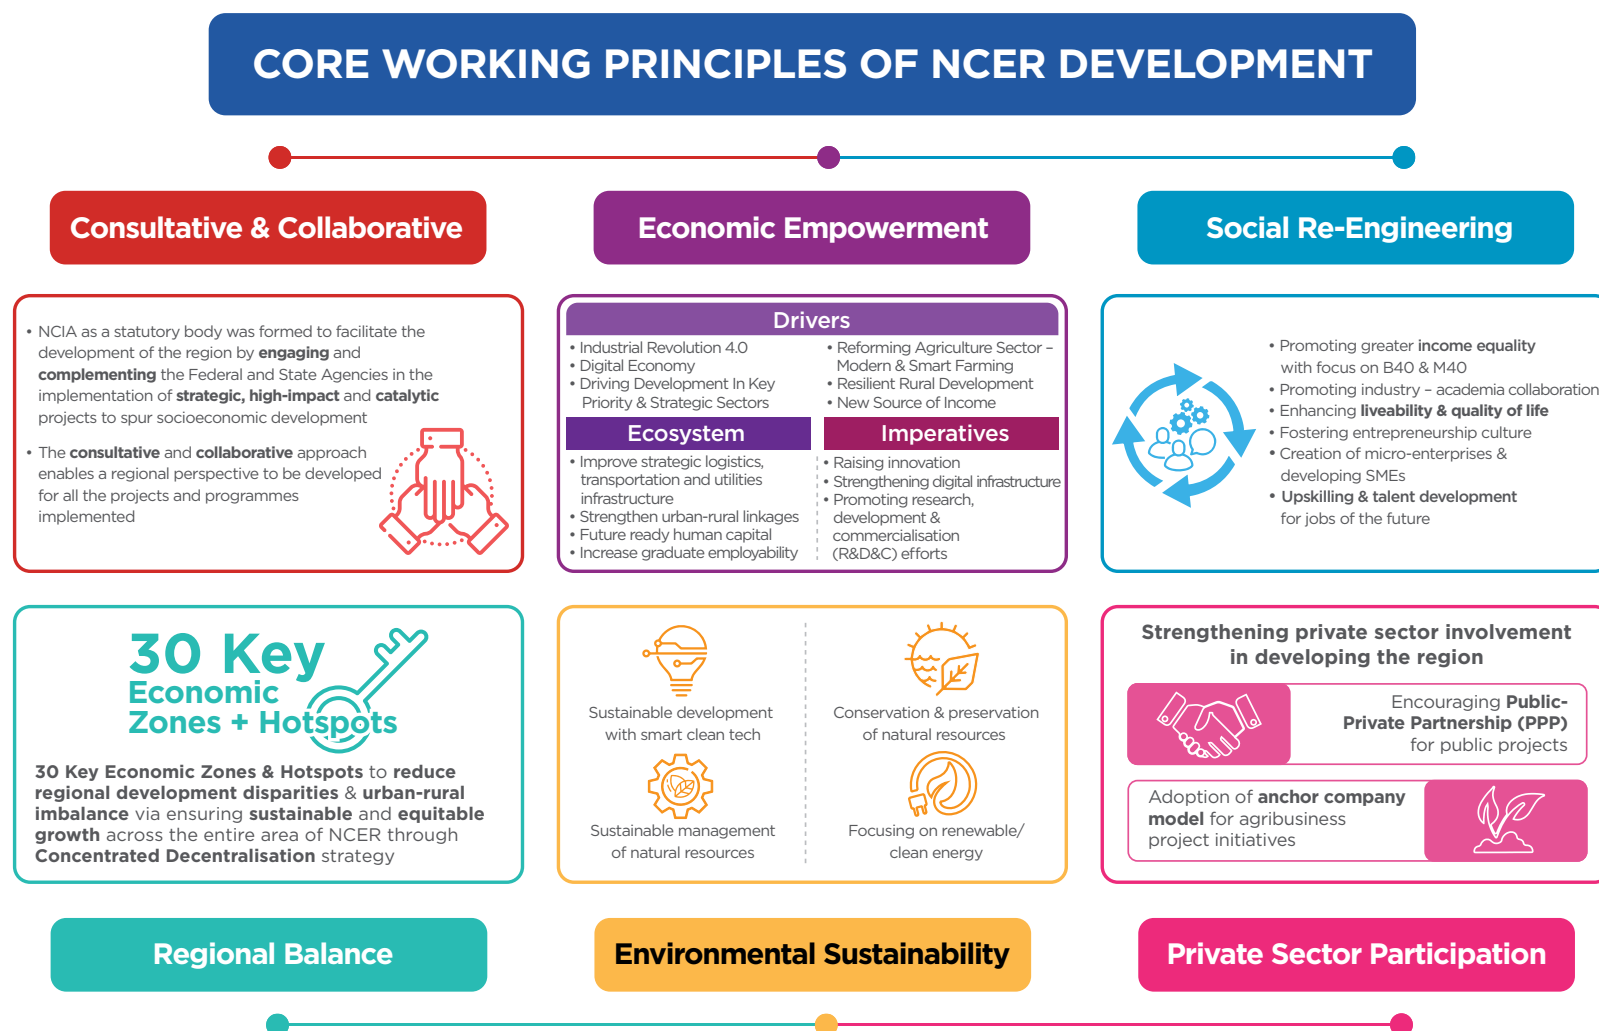 CORE WORKING PRINCIPLES OF NCER DEVELOPMENT
Consultative & Collaborative
• NCIA as a statutory body was formed to facilitate the
development of the region by engaging and
complementing the Federal and State Agencies in the
implementation of strategic, high-impact and catalytic
projects to spur socioeconomic development
• The consultative and collaborative approach
enables a regional perspective to be developed
for all the projects and programmes
implemented
Economic Empowerment
Drivers
• Industrial Revolution 4.0
• Digital Economy
• Driving Development In Key
Priority & Strategic Sectors
• Reforming Agriculture Sector –
Modern & Smart Farming
• Resilient Rural Development
• New Source of Income
Ecosystem
• Improve strategic logistics,
transportation and utilities
infrastructure
• Strengthen urban-rural linkages
• Future ready human capital
• Increase graduate employability
Imperatives
• Raising innovation
• Strengthening digital infrastructure
• Promoting research,
development &
commercialisation
(R&D&C) efforts
Social Re-Engineering
• Promoting greater income equality
with focus on B40 & M40
• Promoting industry – academia collaboration
• Enhancing liveability & quality of life
• Fostering entrepreneurship culture
• Creation of micro-enterprises &
developing SMEs
• Upskilling & talent development
for jobs of the future
30 Key
Economic
Zones + Hotspots
30 Key Economic Zones & Hotspots to reduce
regional development disparities & urban-rural
imbalance via ensuring sustainable and equitable
growth across the entire area of NCER through
Concentrated Decentralisation strategy
Regional Balance
Sustainable development
with smart clean tech
Conservation & preservation
of natural resources
Sustainable management
of natural resources
Focusing on renewable/
clean energy
Environmental Sustainability
Strengthening private sector involvement
in developing the region
Encouraging Public-
Private Partnership (PPP)
for public projects
Adoption of anchor company
model for agribusiness
project initiatives
Private Sector Participation